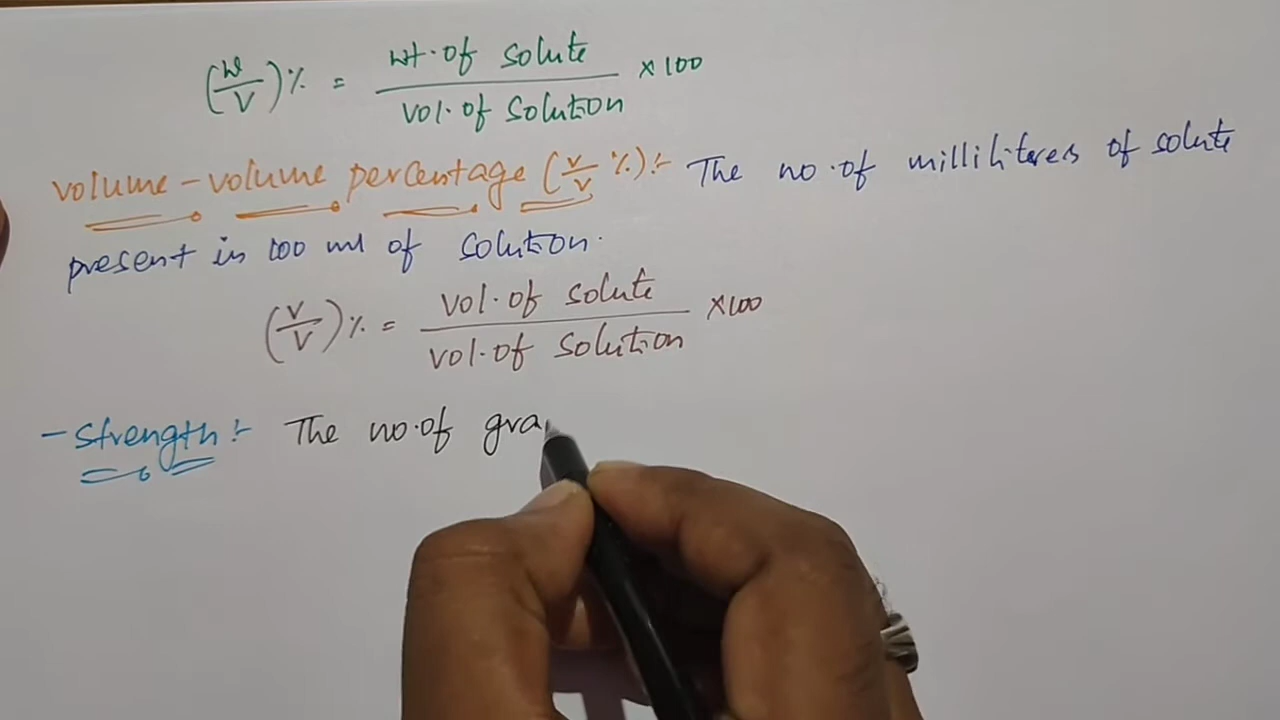 (w/v)% = wt. of solute / vol. of solution × 100
volume - volume percentage (v/v %):- The no. of milliliteres of solute
present in 100 ml of solution.
(v/v)% = vol. of solute / vol. of solution ×100
- Strength:- The no. of gra